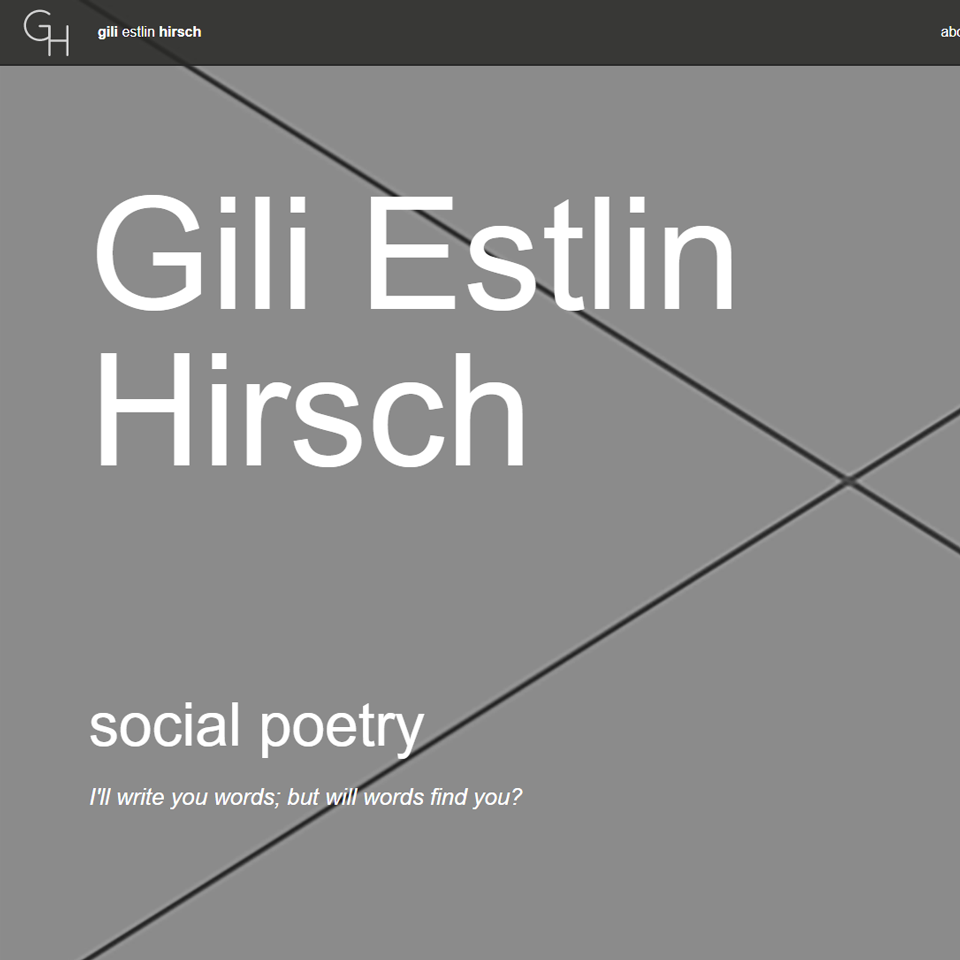 GH
gili estlin hirsch
Gili Estlin
Hirsch
social poetry
I'll write you words; but will words find you?